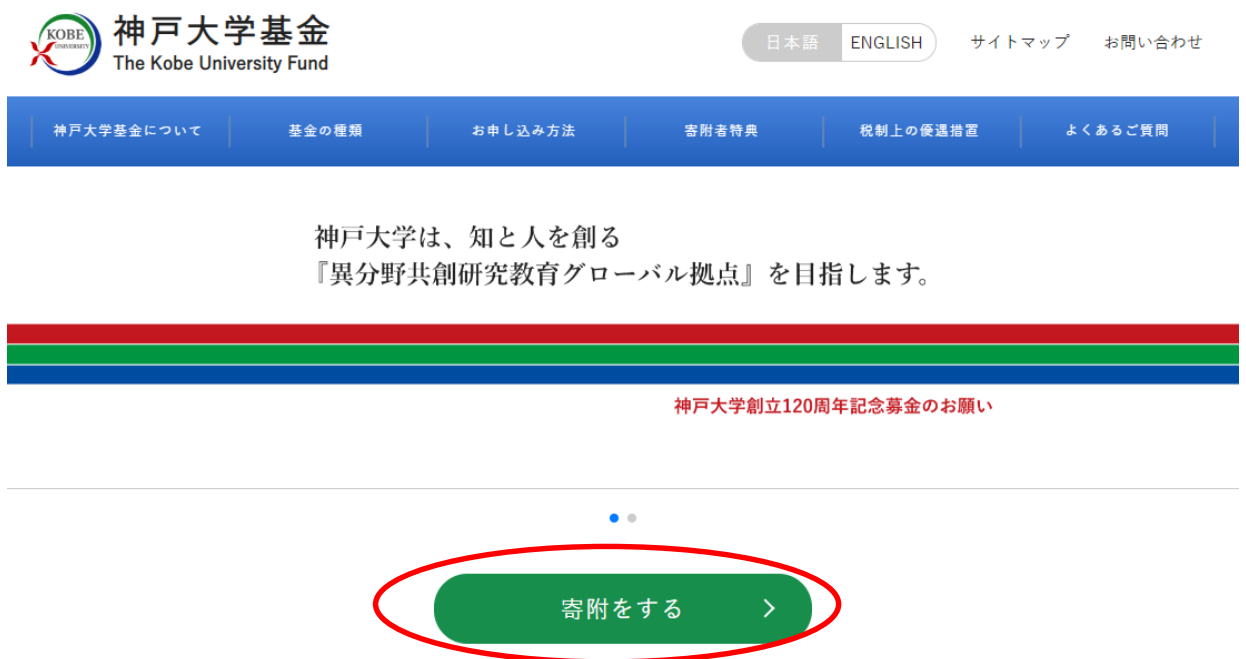 KOBE
UNIVERSITY
神戸大学基金
The Kobe University Fund
日本語 ENGLISH サイトマップ お問い合わせ
神戸大学基金について 基金の種類 お申し込み方法 寄附者特典 税制上の優遇措置 よくあるご質問
神戸大学は、知と人を創る
『異分野共創研究教育グローバル拠点』を目指します。
神戸大学創立120周年記念募金のお願い
寄附をする